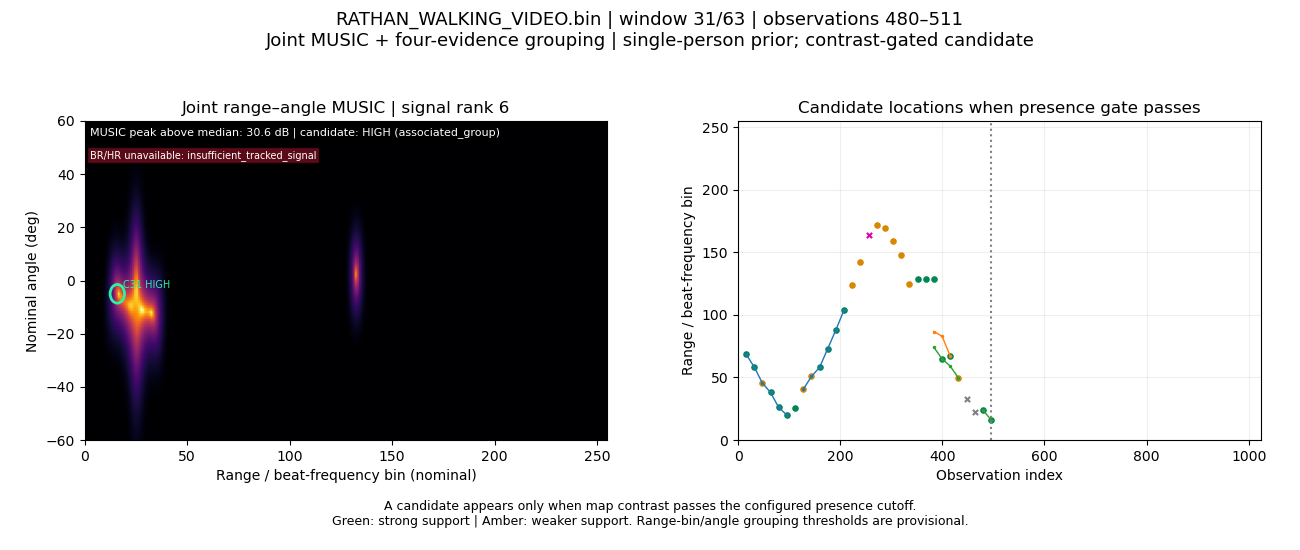 RATHAN_WALKING_VIDEO.bin | window 31/63 | observations 480–511
Joint MUSIC + four-evidence grouping | single-person prior; contrast-gated candidate
Joint range–angle MUSIC | signal rank 6
MUSIC peak above median: 30.6 dB | candidate: HIGH (associated_group)
BR/HR unavailable: insufficient_tracked_signal
C31 HIGH
Nominal angle (deg)
60
40
20
0
−20
−40
−60
0 50 100 150 200 250
Range / beat-frequency bin (nominal)
Candidate locations when presence gate passes
Range / beat-frequency bin
250
200
150
100
50
0
0 200 400 600 800 1000
Observation index
A candidate appears only when map contrast passes the configured presence cutoff.
Green: strong support | Amber: weaker support. Range-bin/angle grouping thresholds are provisional.